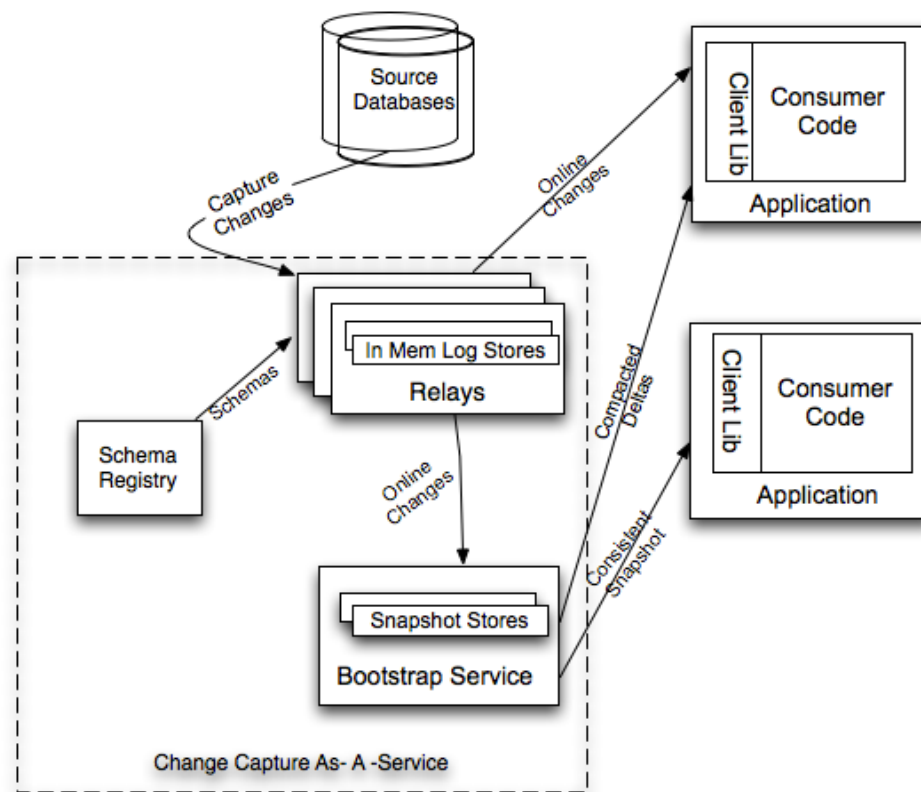 Source
Databases
Capture
Changes
Online
Changes
Client Lib
Consumer
Code
Application
In Mem Log Stores
Relays
Schemas
Schema
Registry
Online
Changes
Compacted
Deltas
Client Lib
Consumer
Code
Application
Consistent
Snapshot
Snapshot Stores
Bootstrap Service
Change Capture As- A -Service